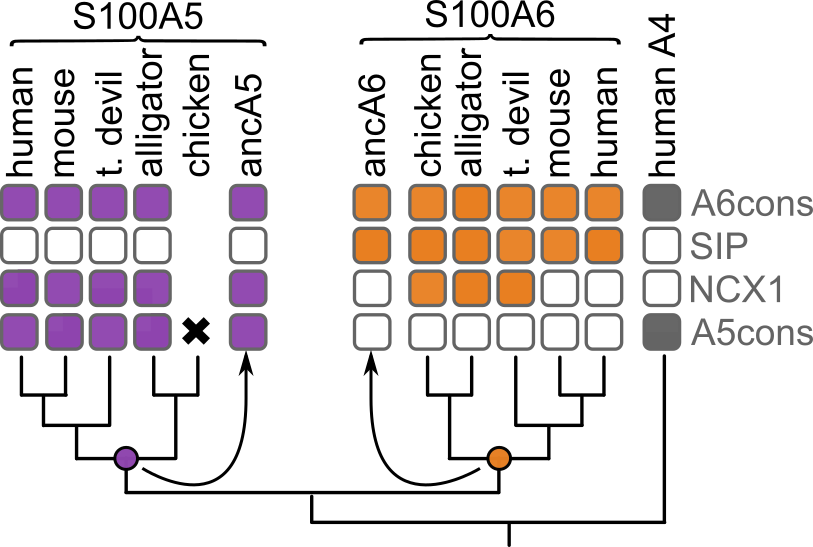 S100A5
S100A6
human
mouse
t. devil
alligator
chicken
ancA5
ancA6
chicken
alligator
t. devil
mouse
human
human A4
A6cons
SIP
NCX1
A5cons